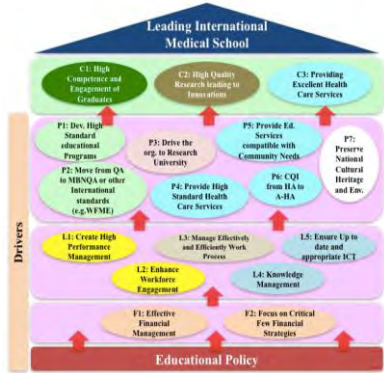 Leading International
Medical School
C1: High
Competence and
Engagement of
Graduates
C2: High Quality
Research leading to
Innovations
C3: Providing
Excellent Health
Care Services
P1: Dev. High
Standard
educational
Programs
P3: Drive the
org. to Research
University
P5: Provide Ed.
Services
compatible with
Community Needs
P7:
Preserve
National
Cultural
Heritage
and Env.
P2: Move from QA
to MBNQA or other
International
standards
(e.g.WFME)
P4: Provide High
Standard Health
Care Services
P6: CQI
from HA to
A-HA
Drivers
L1: Create High
Performance
Management
L3: Manage Effectively
and Efficiently Work
Process
L5: Ensure Up to
date and
appropriate ICT
L2: Enhance
Workforce
Engagement
L4: Knowledge
Management
F1: Effective
Financial
Management
F2: Focus on Critical
Few Financial
Strategies
Educational Policy